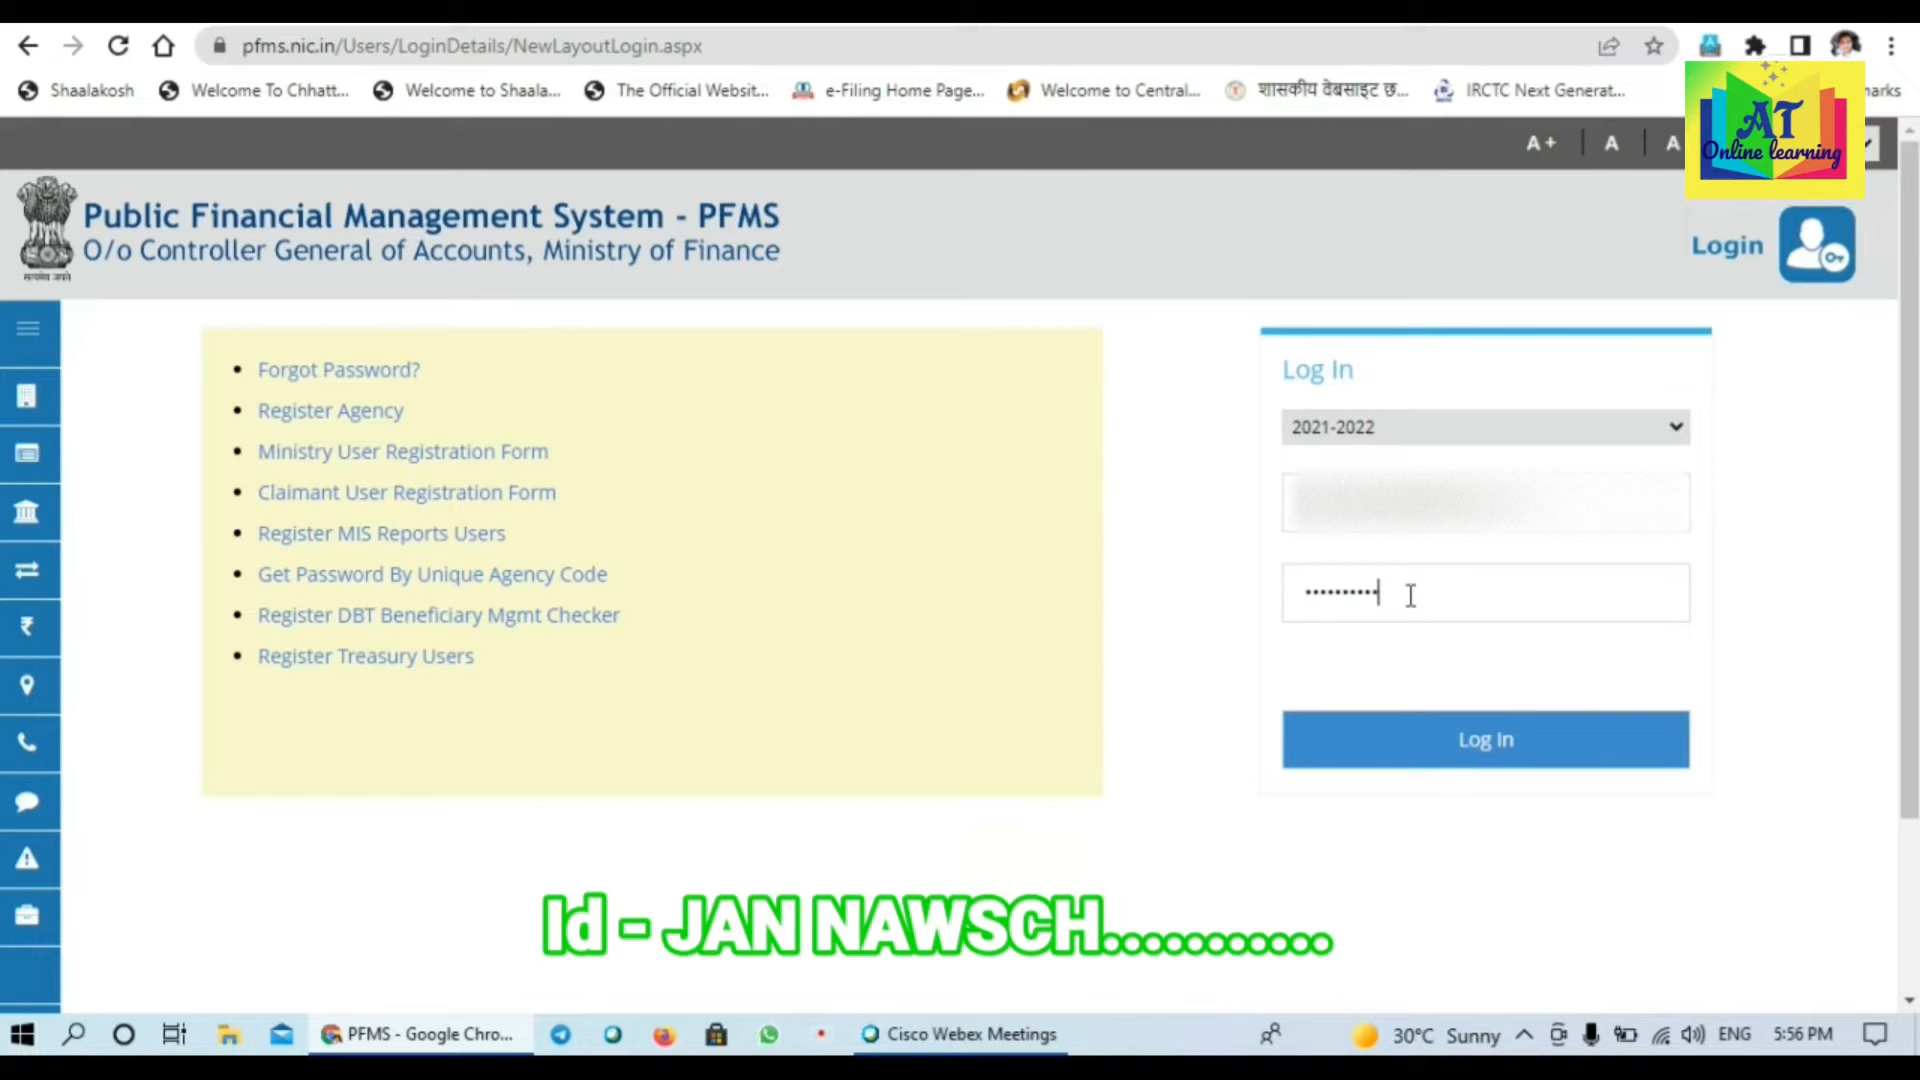 pfms.nic.in/Users/LoginDetails/NewLayoutLogin.aspx
Shaalakosh Welcome To Chhatt... Welcome to Shaala... The Official Websit... e-Filing Home Page... Welcome to Central... शासकीय वेबसाइट छ... IRCTC Next Generat... marks
A+ A A
AT
Online learning
Public Financial Management System - PFMS
O/o Controller General of Accounts, Ministry of Finance
सत्यमेव जयते
Login
Forgot Password?
Register Agency
Ministry User Registration Form
Claimant User Registration Form
Register MIS Reports Users
Get Password By Unique Agency Code
Register DBT Beneficiary Mgmt Checker
Register Treasury Users
Log In
2021-2022
••••••••••
Log In
Id - JAN NAWSCH............
PFMS - Google Chro... Cisco Webex Meetings 30°C Sunny ENG 5:56 PM